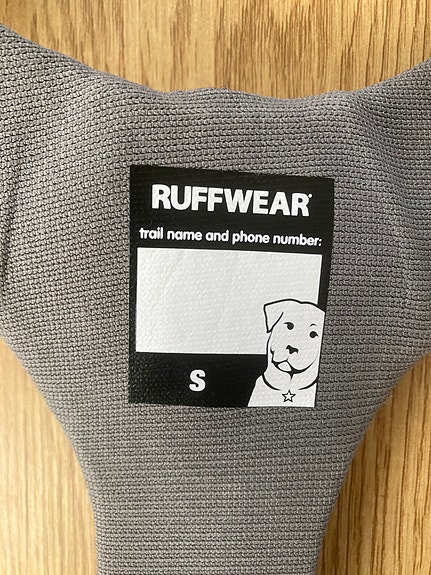 RUFFWEAR
trail name and phone number:
S